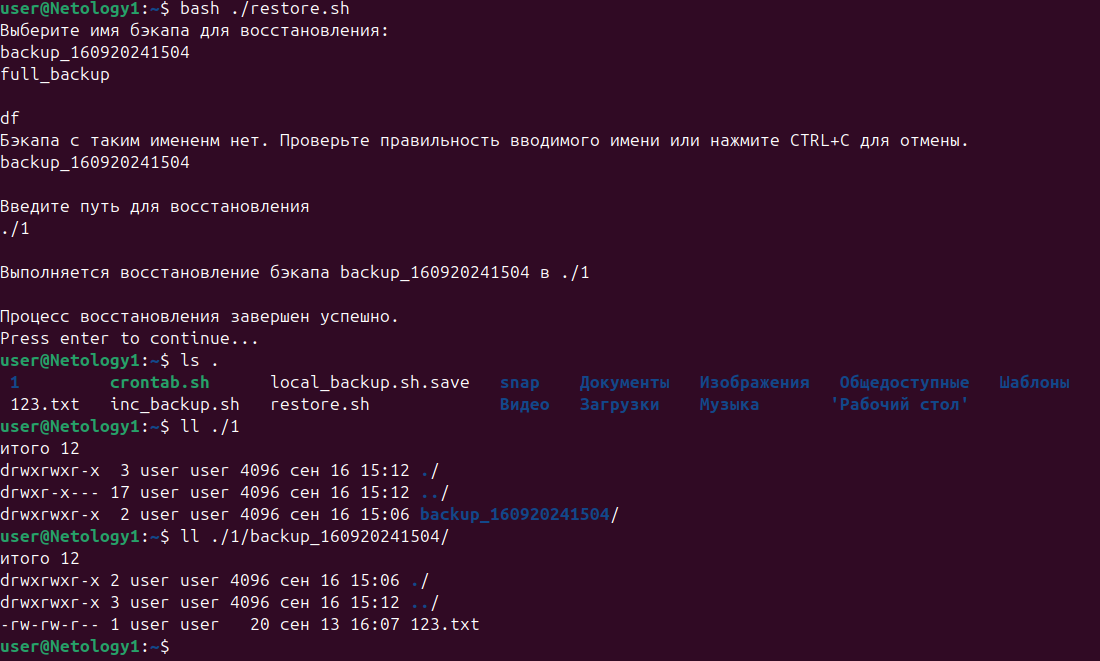 user@Netology1:~$ bash ./restore.sh
Выберите имя бэкапа для восстановления:
backup_160920241504
full_backup
df
Бэкапа с таким имененм нет. Проверьте правильность вводимого имени или нажмите CTRL+C для отмены.
backup_160920241504
Введите путь для восстановления
./1
Выполняется восстановление бэкапа backup_160920241504 в ./1
Процесс восстановления завершен успешно.
Press enter to continue...
user@Netology1:~$ ls .
1 crontab.sh local_backup.sh.save snap Документы Изображения Общедоступные Шаблоны
123.txt inc_backup.sh restore.sh Видео Загрузки Музыка 'Рабочий стол'
user@Netology1:~$ ll ./1
итого 12
drwxrwxr-x  3 user user 4096 сен 16 15:12 ./
drwxr-x--- 17 user user 4096 сен 16 15:12 ../
drwxrwxr-x  2 user user 4096 сен 16 15:06 backup_160920241504/
user@Netology1:~$ ll ./1/backup_160920241504/
итого 12
drwxrwxr-x 2 user user 4096 сен 16 15:06 ./
drwxrwxr-x 3 user user 4096 сен 16 15:12 ../
-rw-rw-r-- 1 user user   20 сен 13 16:07 123.txt
user@Netology1:~$